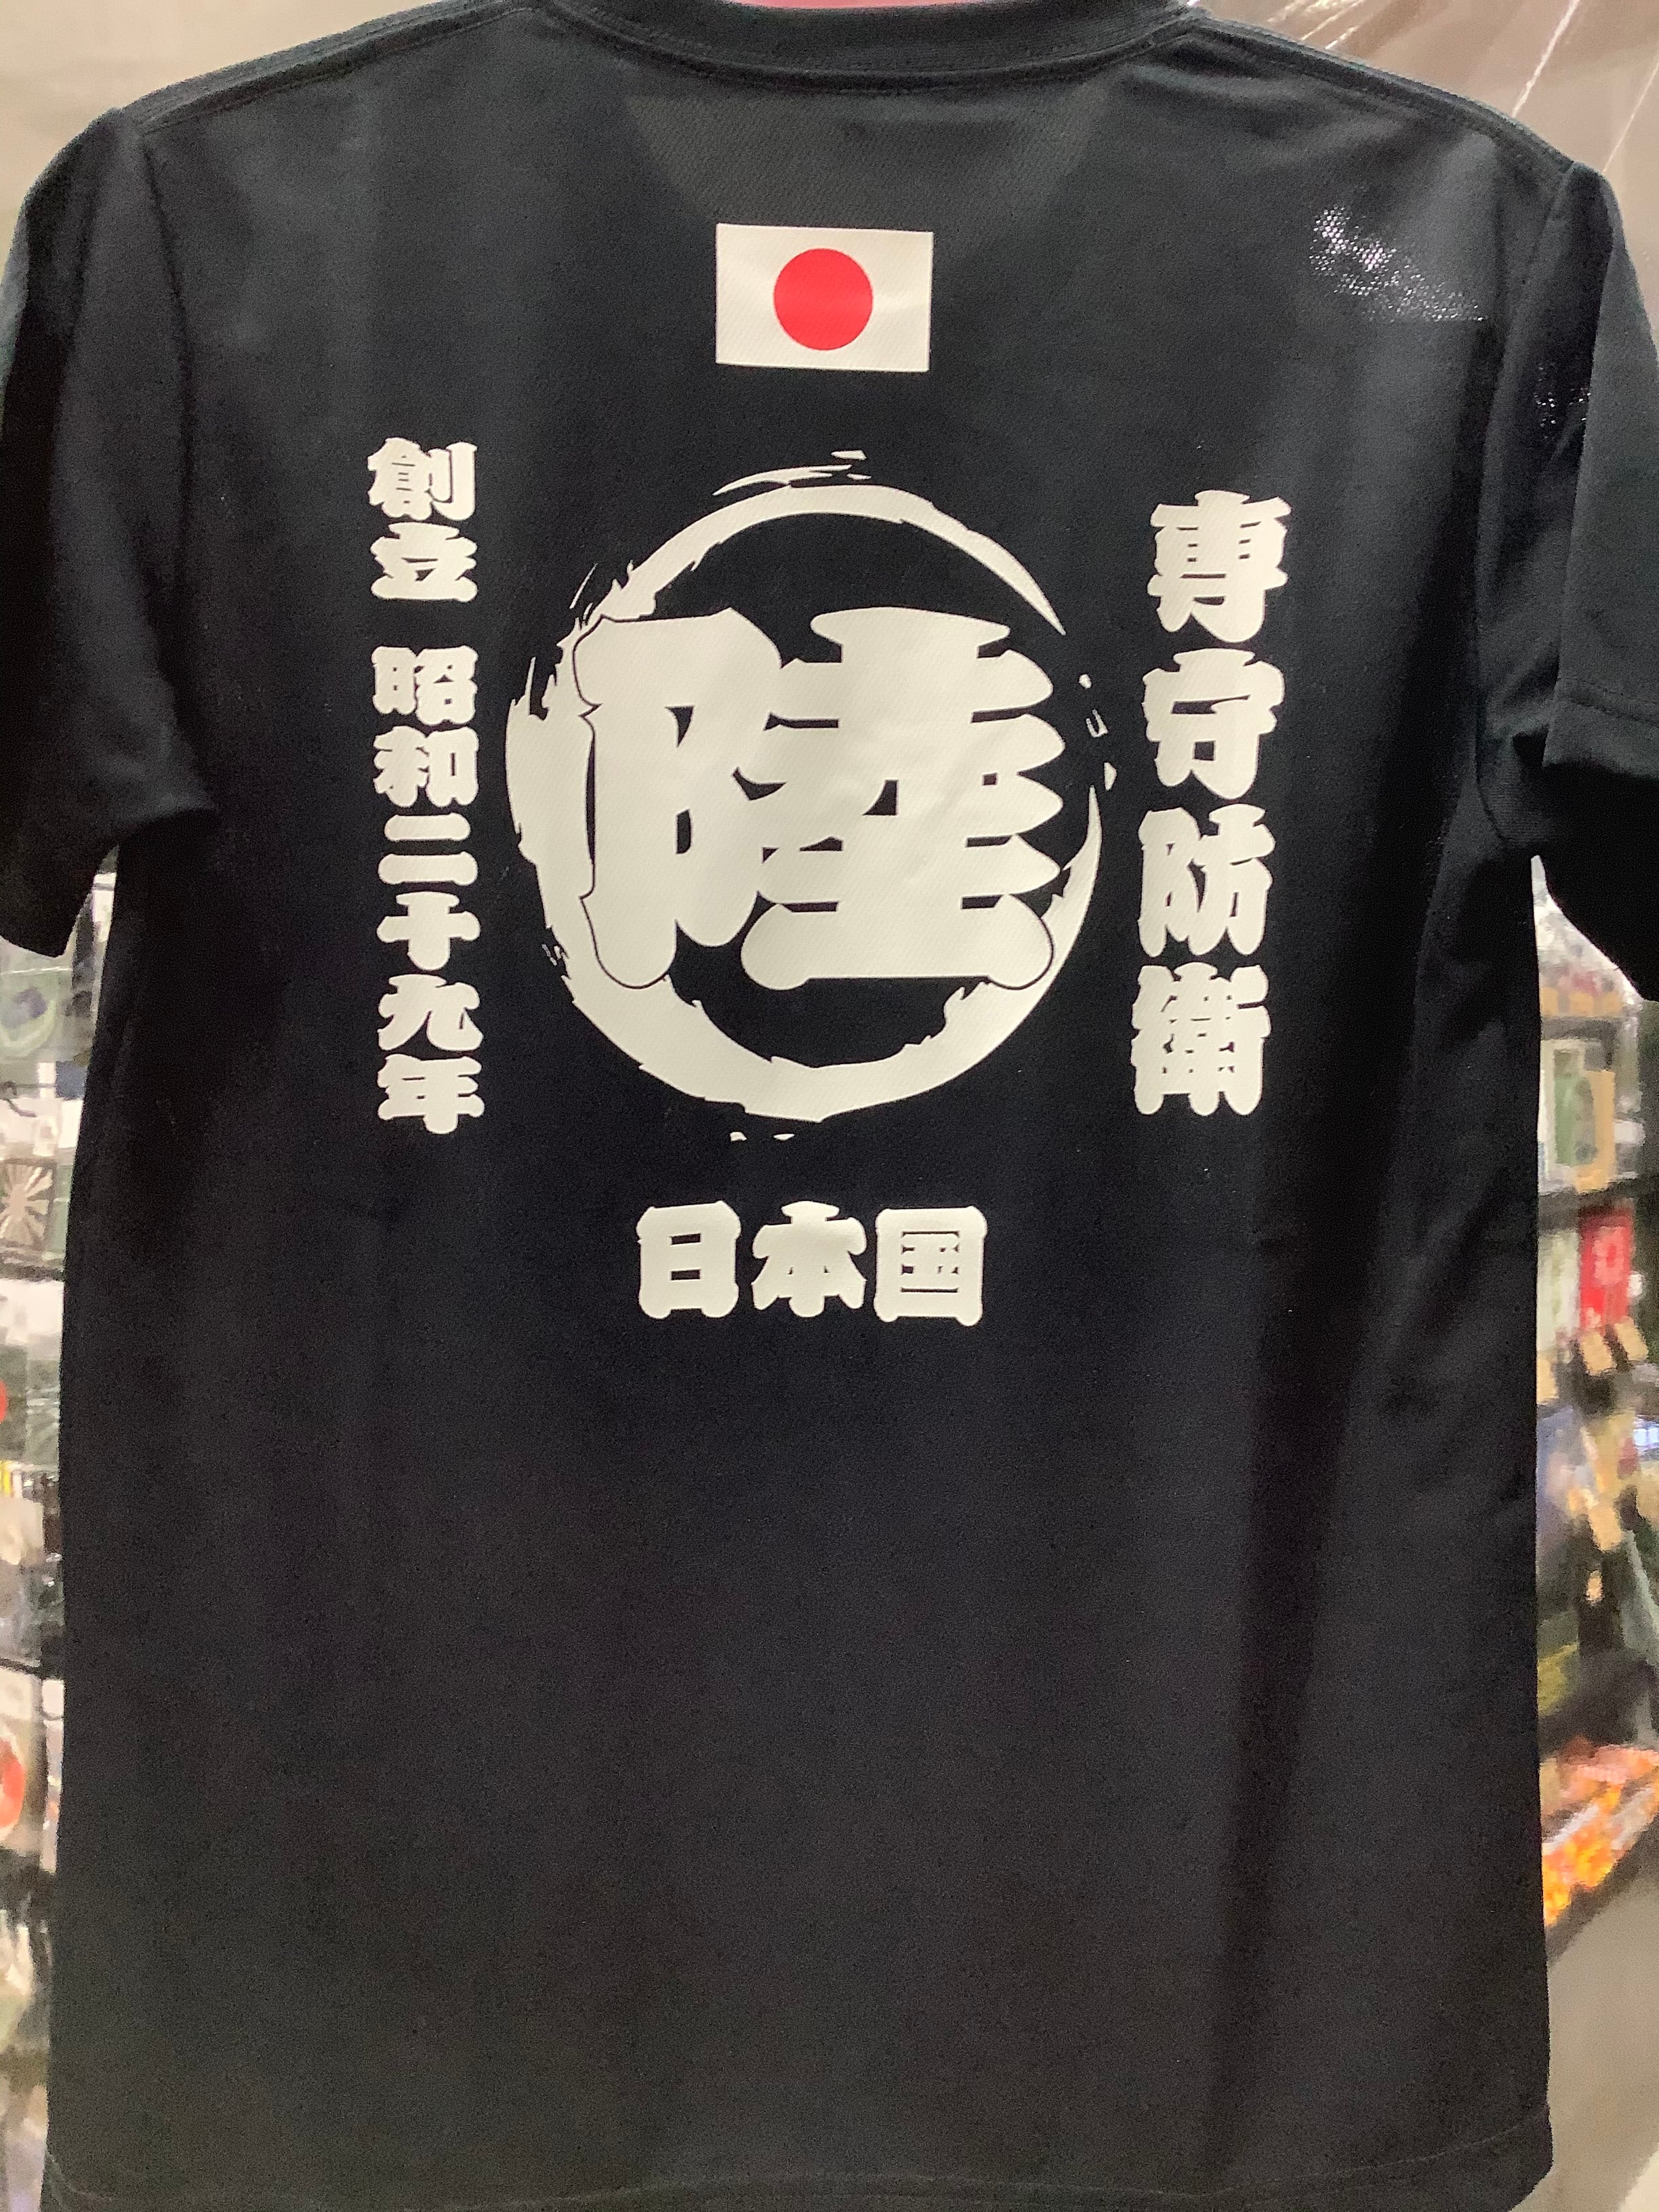 専守防衛
陸
創立 昭和二十九年
日本国